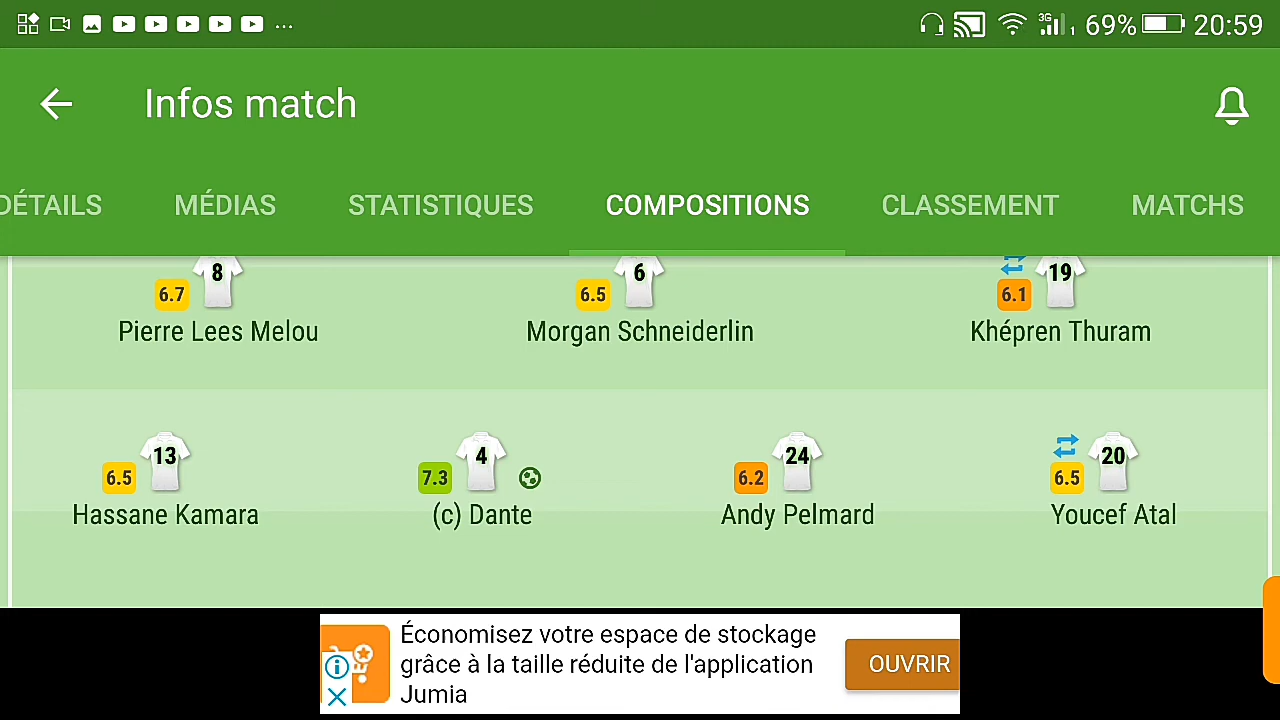 ... 3G 1 69% 20:59
Infos match
DÉTAILS MÉDIAS STATISTIQUES COMPOSITIONS CLASSEMENT MATCHS
6.7 8 6.5 6 6.1 19
Pierre Lees Melou Morgan Schneiderlin Khépren Thuram
6.5 13 7.3 4 6.2 24 6.5 20
Hassane Kamara (c) Dante Andy Pelmard Youcef Atal
Économisez votre espace de stockage
grâce à la taille réduite de l'application
Jumia
OUVRIR